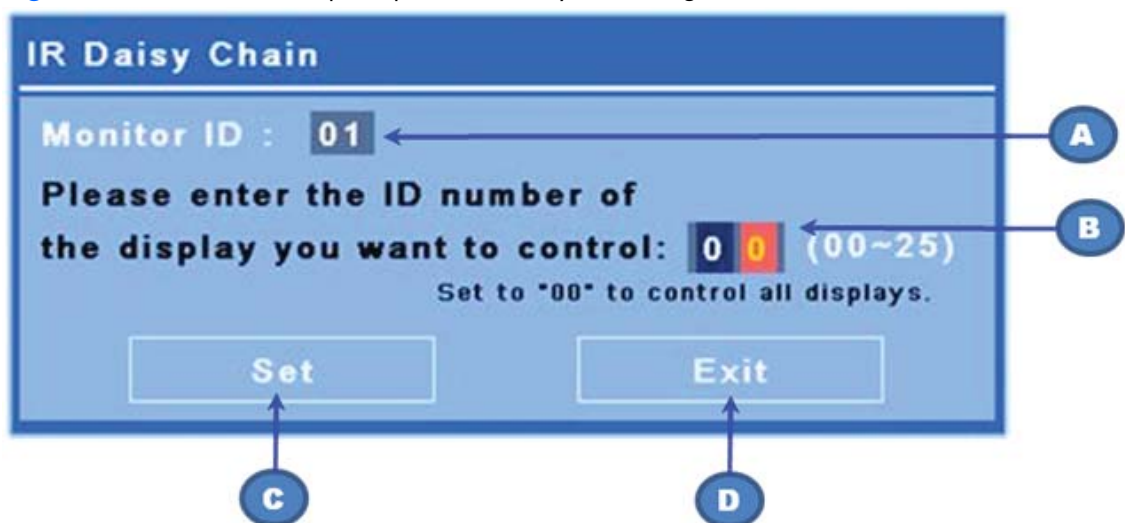 IR Daisy Chain
Monitor ID : 01
A
Please enter the ID number of
the display you want to control: 0 0 (00~25)
B
Set to "00" to control all displays.
Set Exit
C D